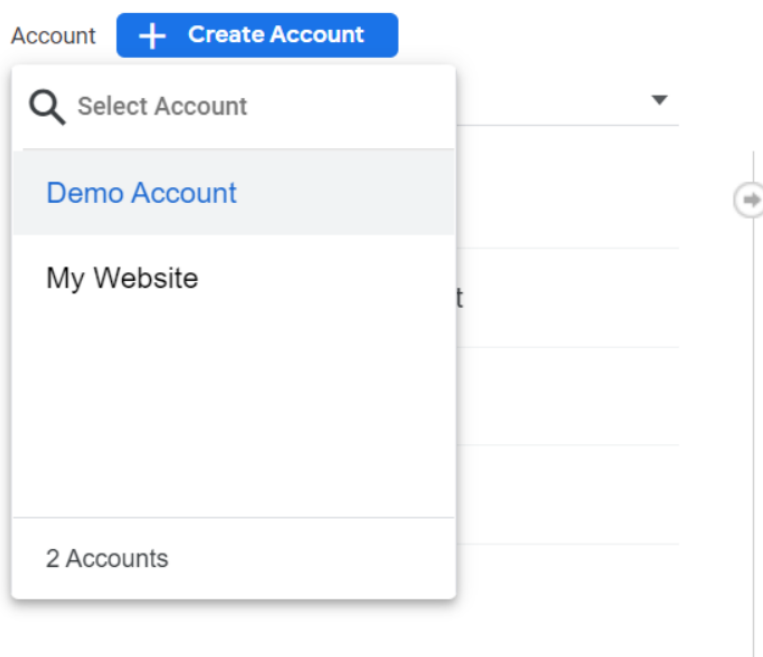 Account + Create Account
Select Account
Demo Account
My Website
t
2 Accounts